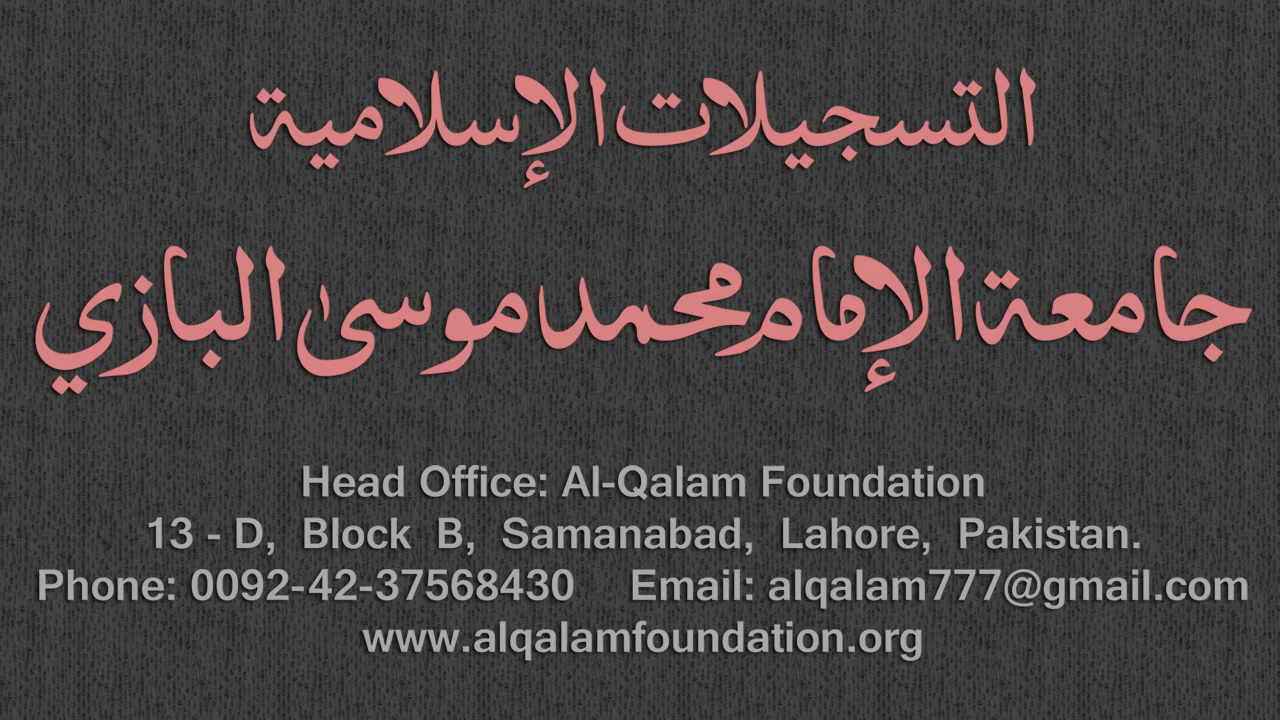 التسجيلات الإسلامية
جامعة الإمام محمد موسىٰ البازي
Head Office: Al-Qalam Foundation
13 - D, Block B, Samanabad, Lahore, Pakistan.
Phone: 0092-42-37568430 Email: alqalam777@gmail.com
www.alqalamfoundation.org